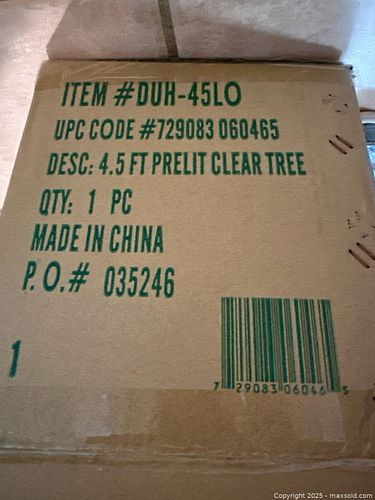 ITEM #DUH-45LO
UPC CODE #729083 060465
DESC: 4.5 FT PRELIT CLEAR TREE
QTY: 1 PC
MADE IN CHINA
P.O.# 035246
1
7 29083 06046 5
Copyright 2025 - maxsold.com